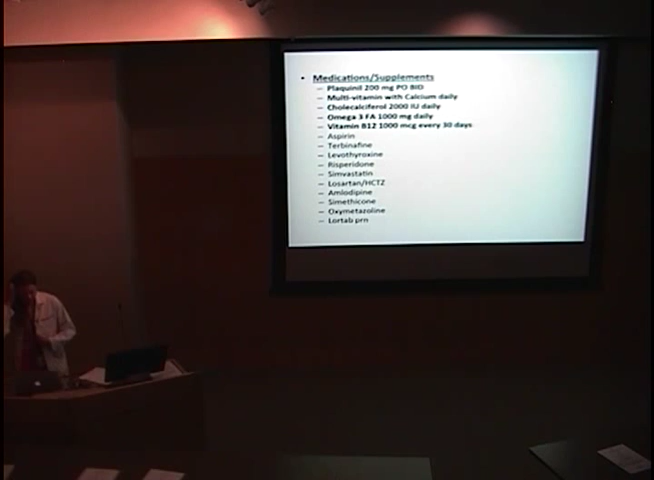 • Medications/Supplements
– Plaquinil 200 mg PO BID
– Multi-vitamin with Calcium daily
– Cholecalciferol 2000 IU daily
– Omega 3 FA 1000 mg daily
– Vitamin B12 1000 mcg every 30 days
– Aspirin
– Terbinafine
– Levothyroxine
– Risperidone
– Simvastatin
– Losartan/HCTZ
– Amlodipine
– Simethicone
– Oxymetazoline
– Lortab prn